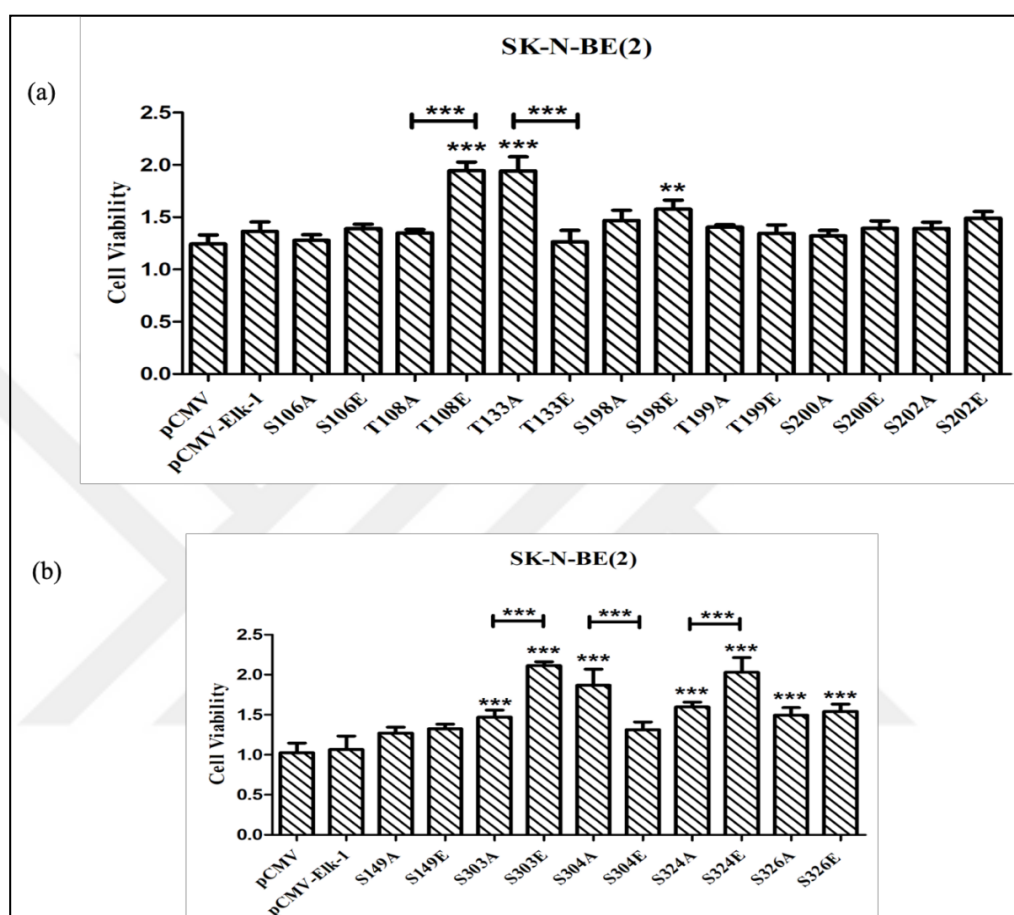 (a)
SK-N-BE(2)
*** ***
*** ***
**
Cell Viability
2.5
2.0
1.5
1.0
0.5
0.0
pCMV
pCMV-Elk-1
S106A
S106E
T108A
T108E
T133A
T133E
S198A
S198E
T199A
T199E
S200A
S200E
S202A
S202E
(b)
SK-N-BE(2)
*** *** ***
*** *** *** *** *** *** ***
Cell Viability
2.5
2.0
1.5
1.0
0.5
0.0
pCMV
pCMV-Elk-1
S149A
S149E
S303A
S303E
S304A
S304E
S324A
S324E
S326A
S326E